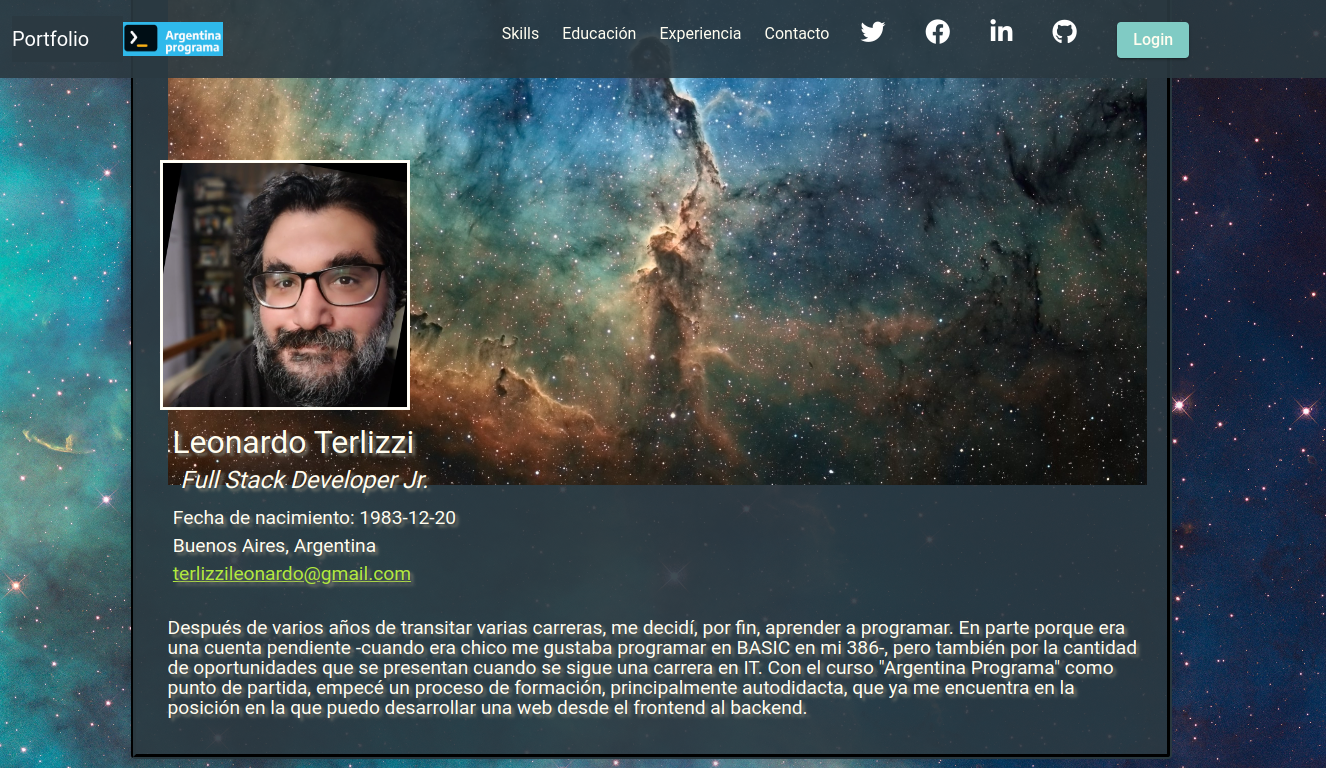 Portfolio
Argentina
programa
Skills Educación Experiencia Contacto Login
Leonardo Terlizzi
Full Stack Developer Jr.
Fecha de nacimiento: 1983-12-20
Buenos Aires, Argentina
terlizzileonardo@gmail.com
Después de varios años de transitar varias carreras, me decidí, por fin, aprender a programar. En parte porque era
una cuenta pendiente -cuando era chico me gustaba programar en BASIC en mi 386-, pero también por la cantidad
de oportunidades que se presentan cuando se sigue una carrera en IT. Con el curso "Argentina Programa" como
punto de partida, empecé un proceso de formación, principalmente autodidacta, que ya me encuentra en la
posición en la que puedo desarrollar una web desde el frontend al backend.